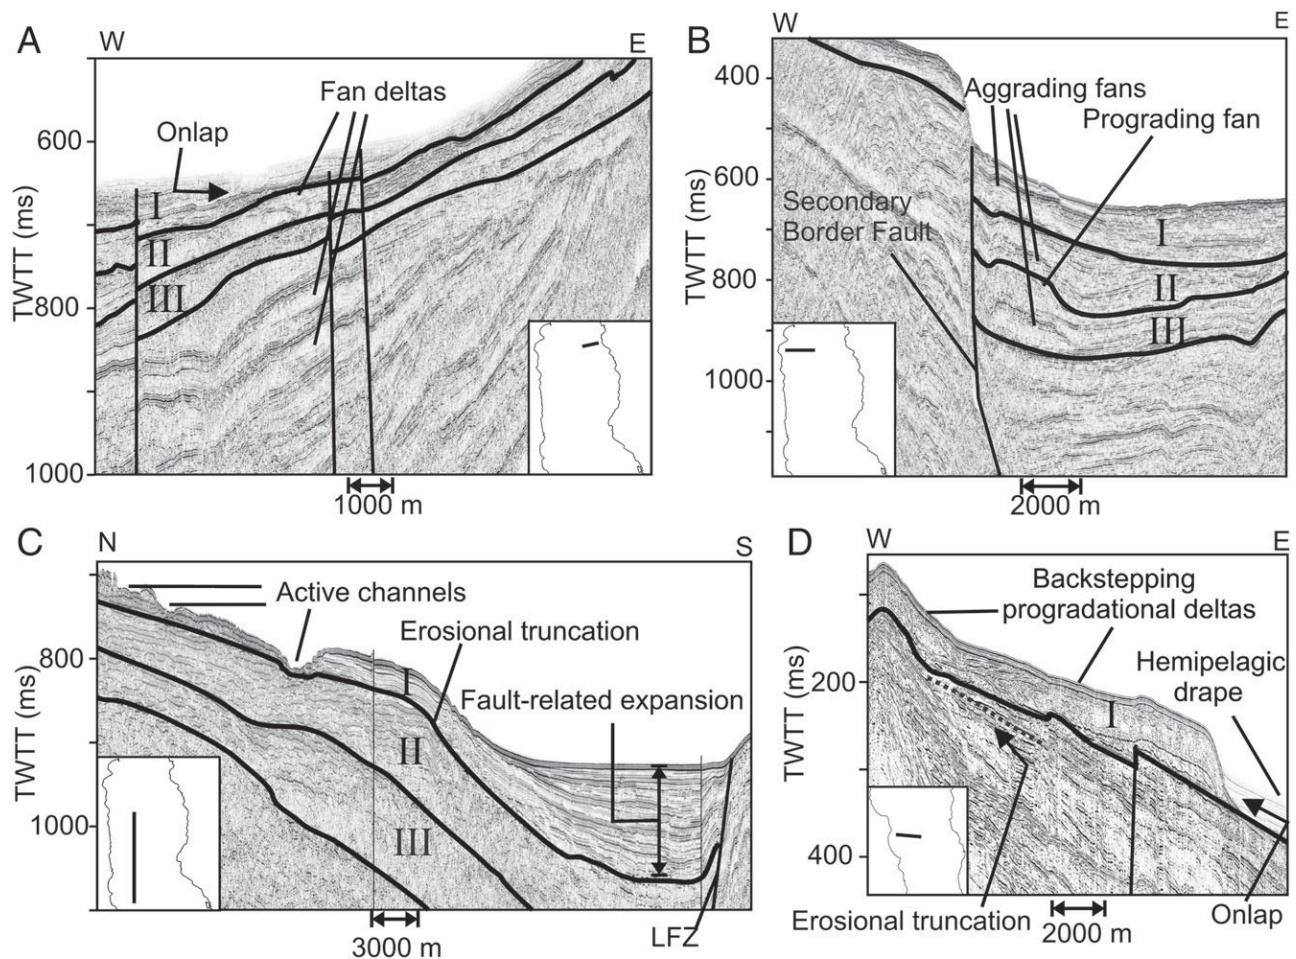 A
W
E
Fan deltas
Onlap
600
800
1000
TWTT (ms)
I
II
III
1000 m
B
W
E
400
600
800
1000
TWTT (ms)
Aggrading fans
Prograding fan
Secondary
Border Fault
I
II
III
2000 m
C
N
S
Active channels
Erosional truncation
Fault-related expansion
800
1000
TWTT (ms)
I
II
III
3000 m
LFZ
D
W
E
Backstepping
progradational deltas
Hemipelagic
drape
200
400
TWTT (ms)
I
Erosional truncation
2000 m
Onlap